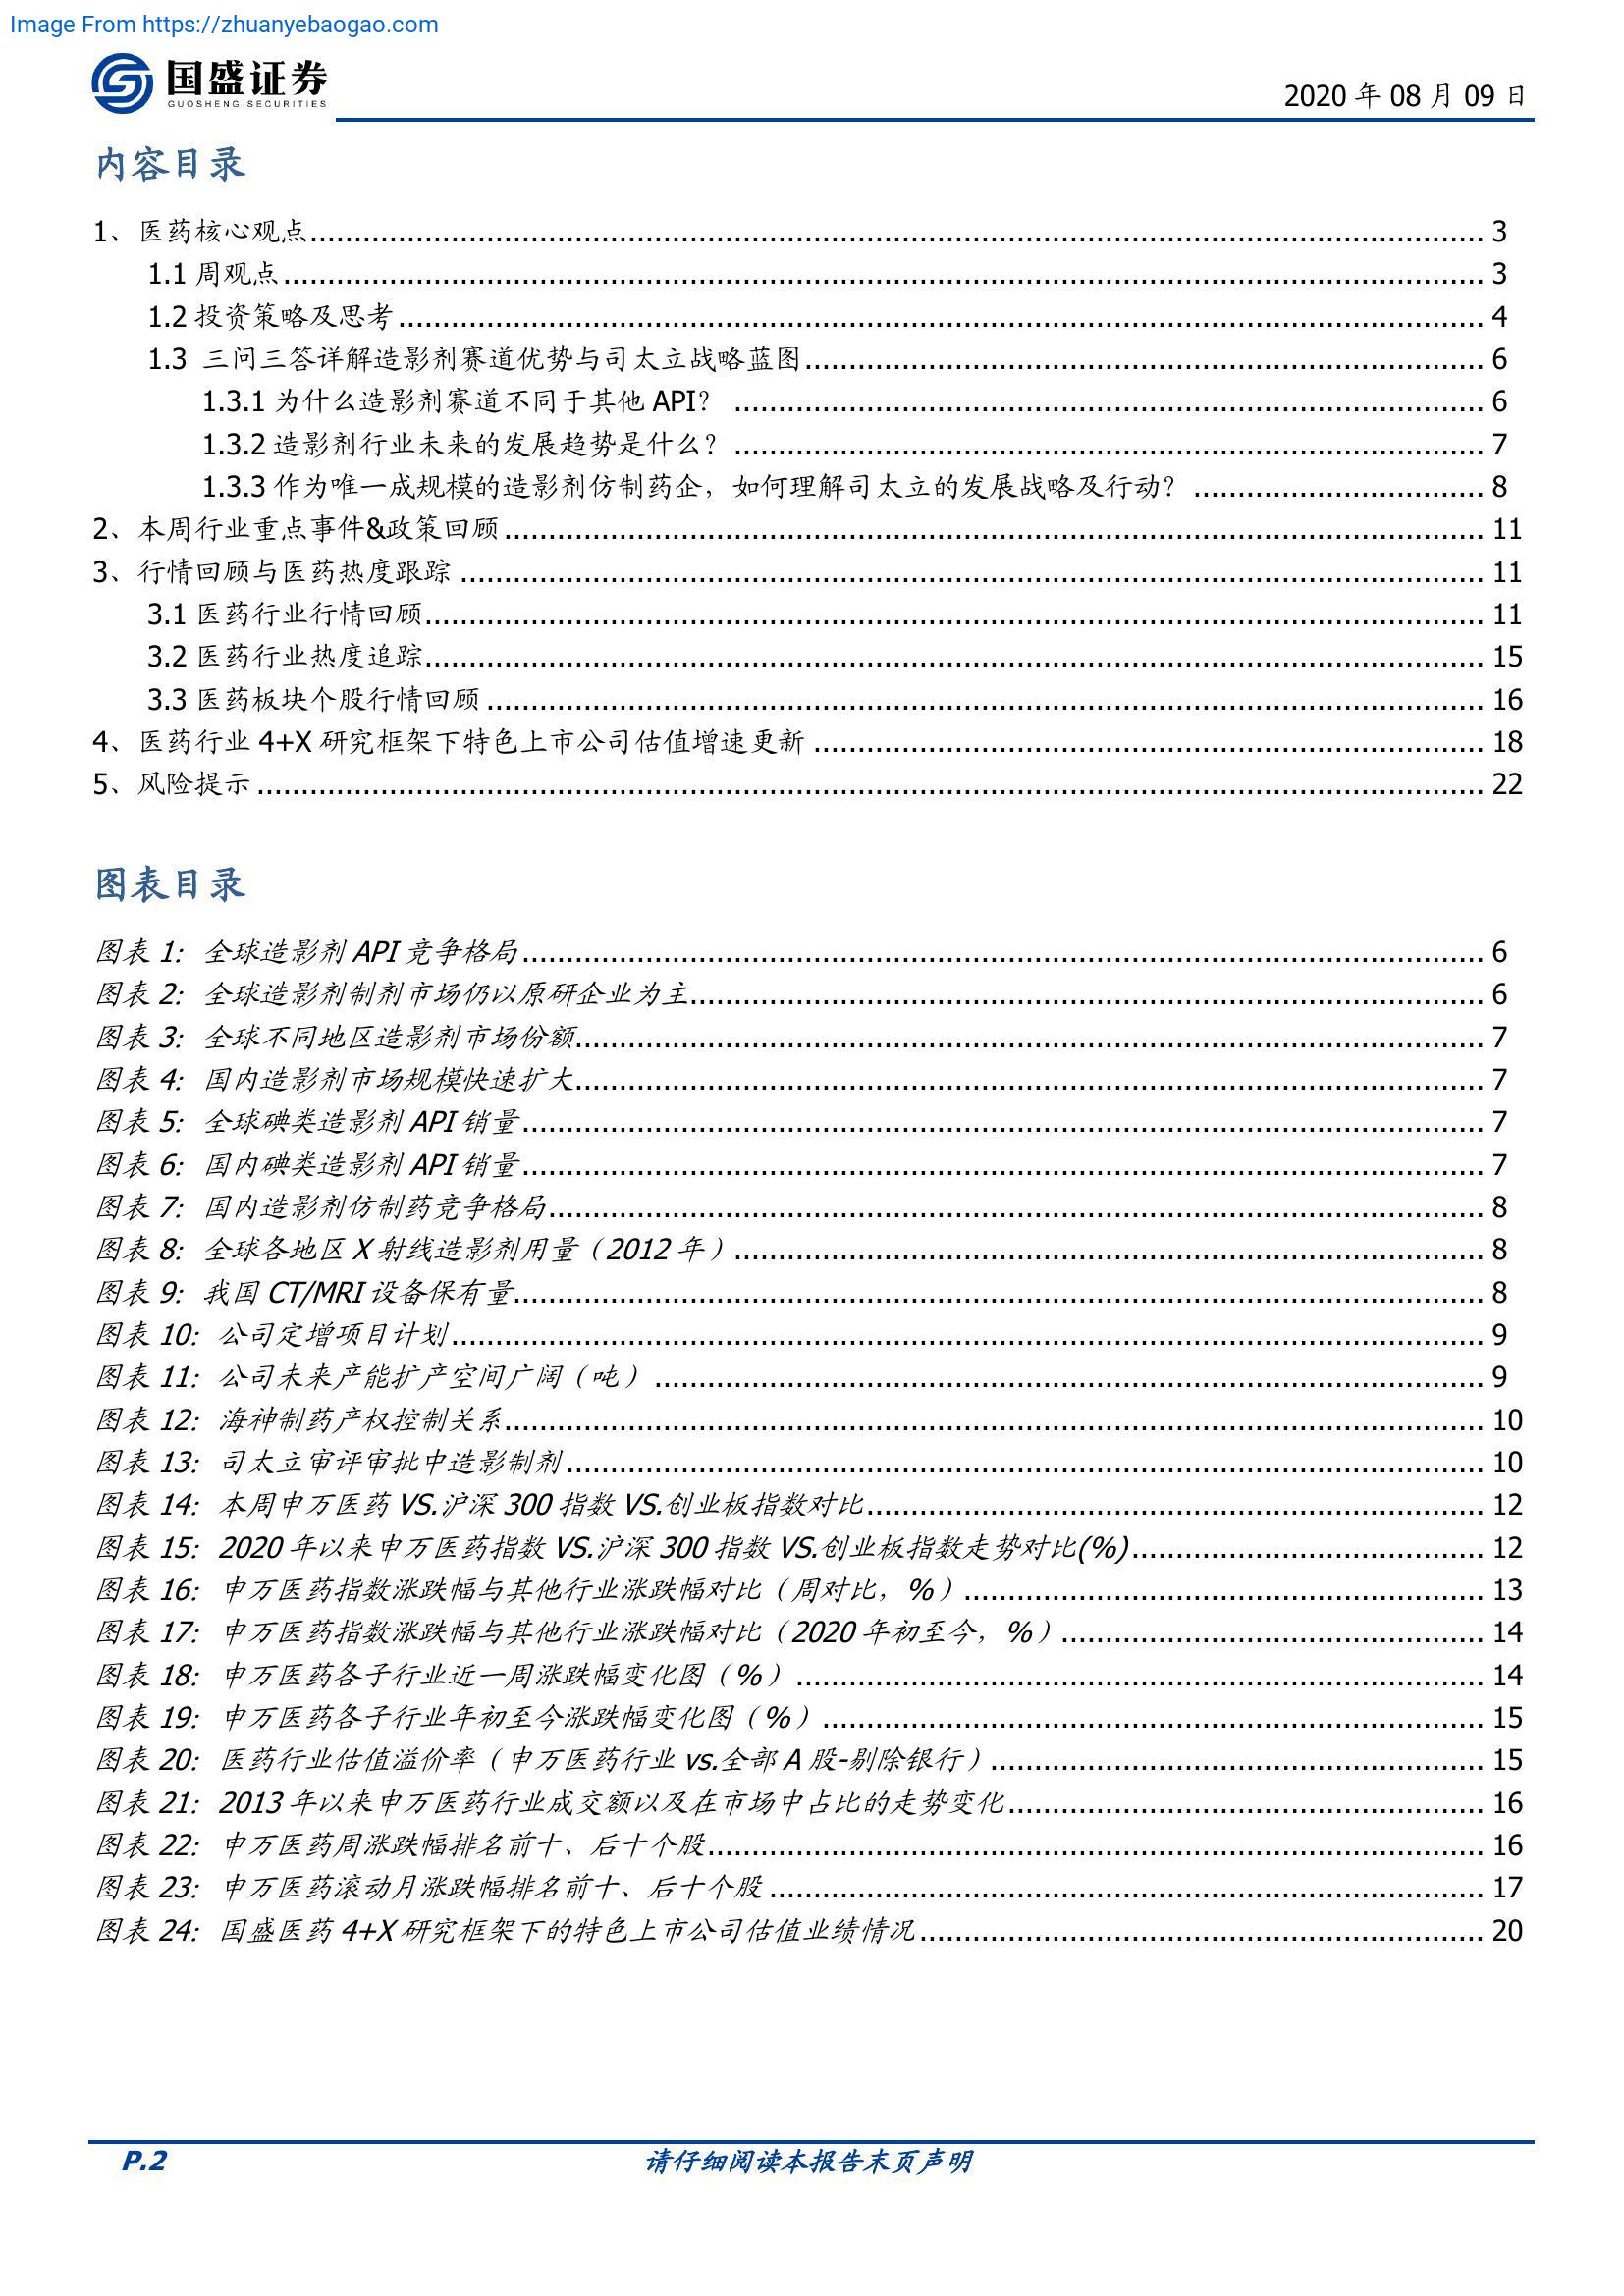 Image From https://zhuanyebaogao.com
国盛证券
GUOSHENG SECURITIES
2020 年 08 月 09 日
内容目录
1、医药核心观点 3
1.1 周观点 3
1.2 投资策略及思考 4
1.3 三问三答详解造影剂赛道优势与司太立战略蓝图 6
1.3.1 为什么造影剂赛道不同于其他 API？ 6
1.3.2 造影剂行业未来的发展趋势是什么？ 7
1.3.3 作为唯一成规模的造影剂仿制药企，如何理解司太立的发展战略及行动？ 8
2、本周行业重点事件&政策回顾 11
3、行情回顾与医药热度跟踪 11
3.1 医药行业行情回顾 11
3.2 医药行业热度追踪 15
3.3 医药板块个股行情回顾 16
4、医药行业 4+X 研究框架下特色上市公司估值增速更新 18
5、风险提示 22
图表目录
图表 1： 全球造影剂 API 竞争格局 6
图表 2： 全球造影剂制剂市场仍以原研企业为主 6
图表 3： 全球不同地区造影剂市场份额 7
图表 4： 国内造影剂市场规模快速扩大 7
图表 5： 全球碘类造影剂 API 销量 7
图表 6： 国内碘类造影剂 API 销量 7
图表 7： 国内造影剂仿制药竞争格局 8
图表 8： 全球各地区 X 射线造影剂用量（2012 年） 8
图表 9： 我国 CT/MRI 设备保有量 8
图表 10： 公司定增项目计划 9
图表 11： 公司未来产能扩产空间广阔（吨） 9
图表 12： 海神制药产权控制关系 10
图表 13： 司太立审评审批中造影制剂 10
图表 14： 本周申万医药 VS.沪深 300 指数 VS.创业板指数对比 12
图表 15： 2020 年以来申万医药指数 VS.沪深 300 指数 VS.创业板指数走势对比(%) 12
图表 16： 申万医药指数涨跌幅与其他行业涨跌幅对比（周对比，%） 13
图表 17： 申万医药指数涨跌幅与其他行业涨跌幅对比（2020 年初至今，%） 14
图表 18： 申万医药各子行业近一周涨跌幅变化图（%） 14
图表 19： 申万医药各子行业年初至今涨跌幅变化图（%） 15
图表 20： 医药行业估值溢价率（申万医药行业 vs.全部 A 股-剔除银行） 15
图表 21： 2013 年以来申万医药行业成交额以及在市场中占比的走势变化 16
图表 22： 申万医药周涨跌幅排名前十、后十个股 16
图表 23： 申万医药滚动月涨跌幅排名前十、后十个股 17
图表 24： 国盛医药 4+X 研究框架下的特色上市公司估值业绩情况 20
P.2
请仔细阅读本报告末页声明